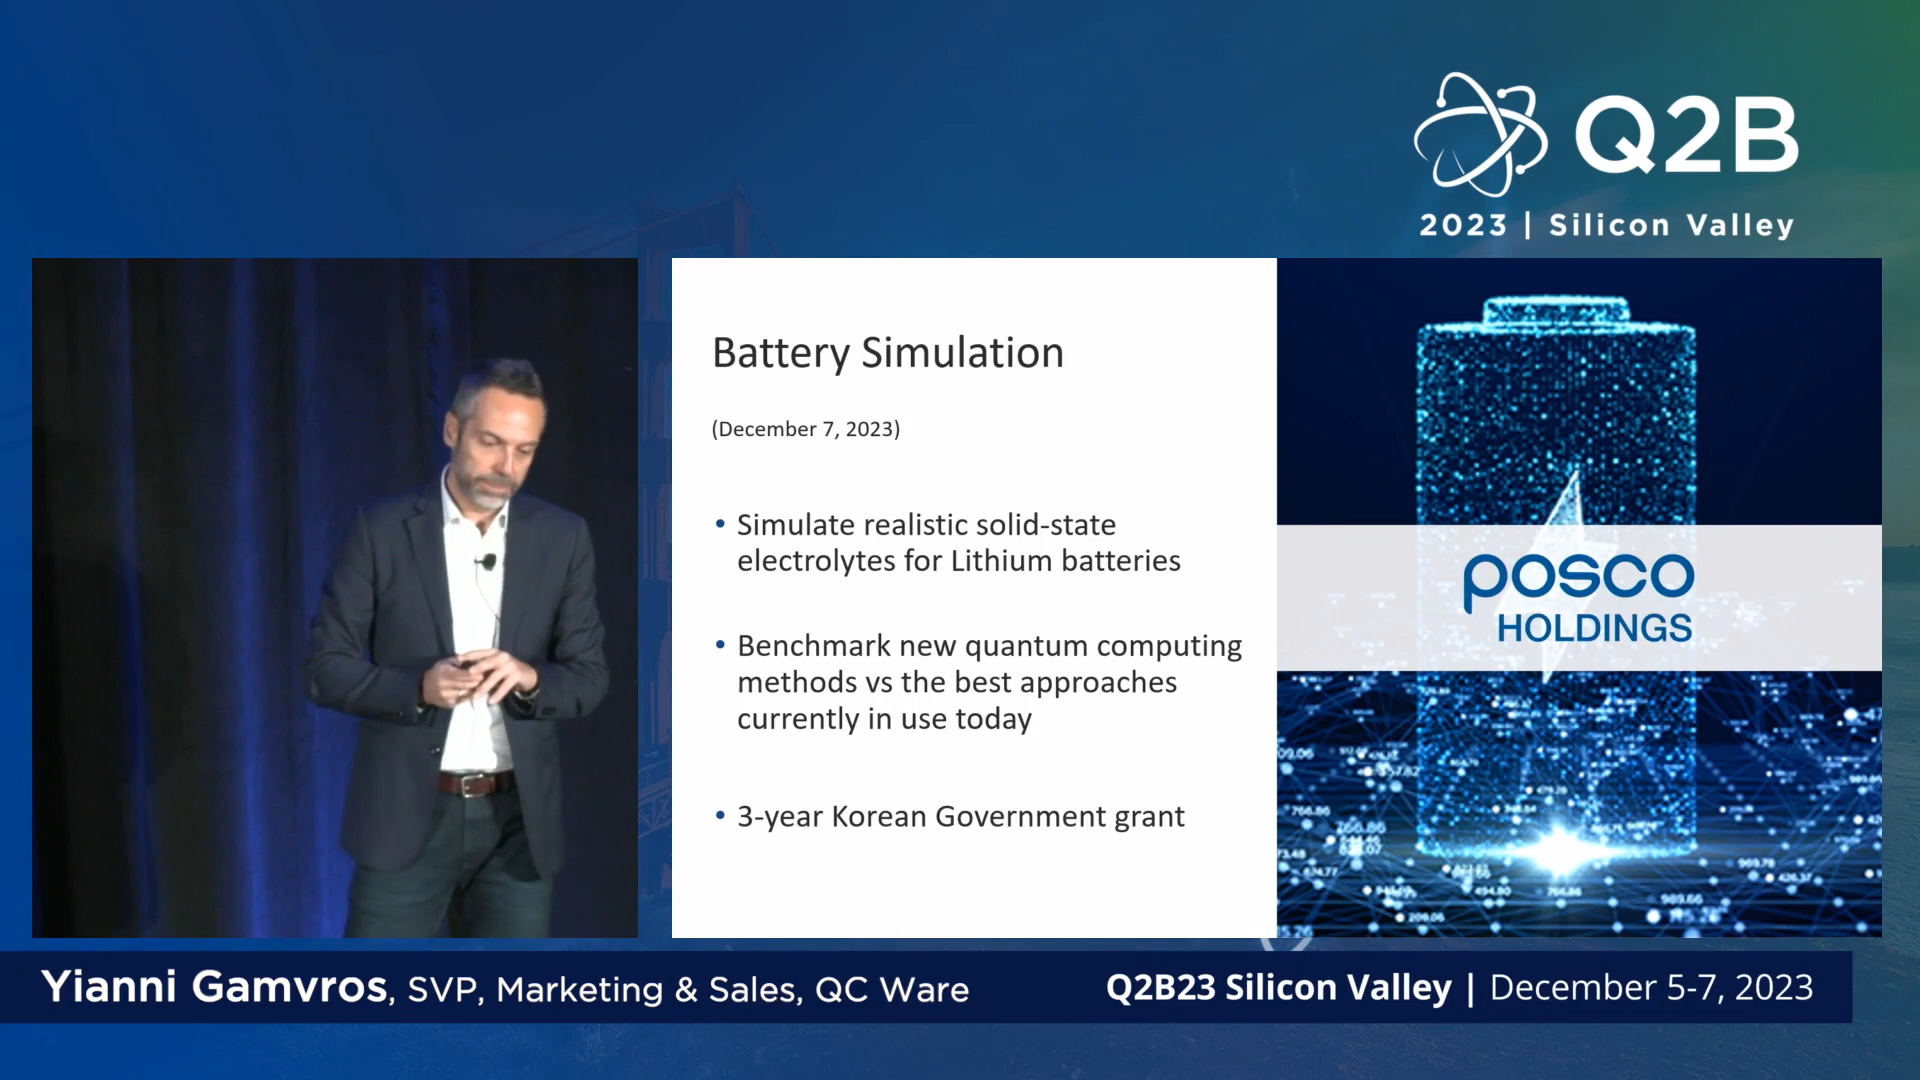 Q2B
2023 | Silicon Valley
Battery Simulation
(December 7, 2023)
• Simulate realistic solid-state
electrolytes for Lithium batteries
• Benchmark new quantum computing
methods vs the best approaches
currently in use today
• 3-year Korean Government grant
posco
HOLDINGS
Yianni Gamvros, SVP, Marketing & Sales, QC Ware
Q2B23 Silicon Valley | December 5-7, 2023